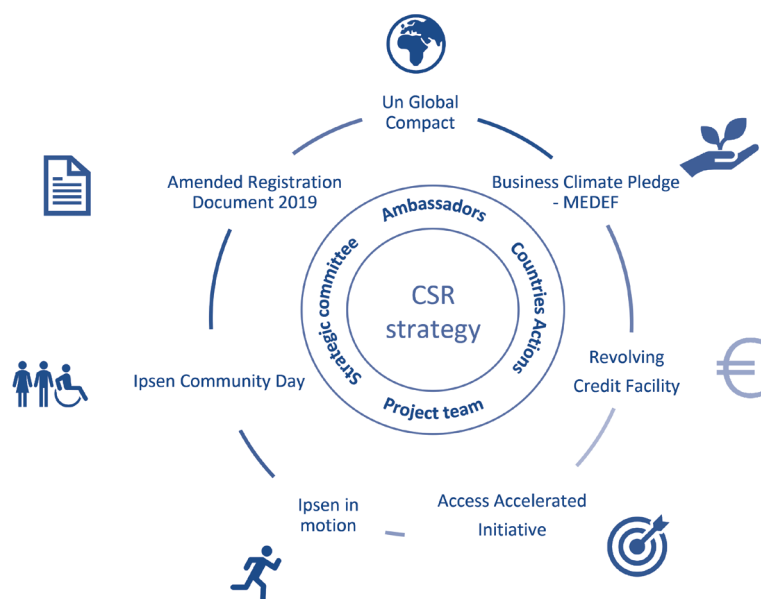 Un Global
Compact
Business Climate Pledge
- MEDEF
Revolving
Credit Facility
Access Accelerated
Initiative
Ipsen in
motion
Ipsen Community Day
Amended Registration
Document 2019
Ambassadors
Countries Actions
Project team
Strategic committee
CSR
strategy